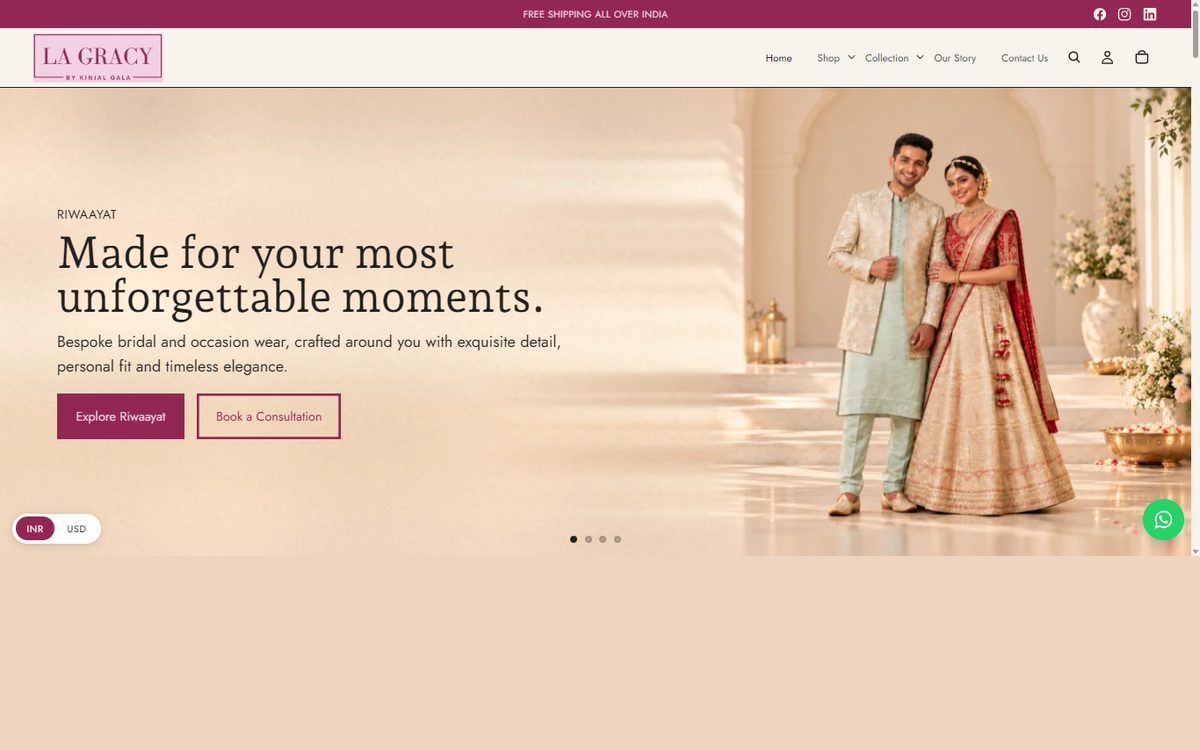 FREE SHIPPING ALL OVER INDIA
LA GRACY
BY KINJAL GALA
Home
Shop
Collection
Our Story
Contact Us
RIWAAYAT
Made for your most
unforgettable moments.
Bespoke bridal and occasion wear, crafted around you with exquisite detail,
personal fit and timeless elegance.
Explore Riwaayat
Book a Consultation
INR
USD